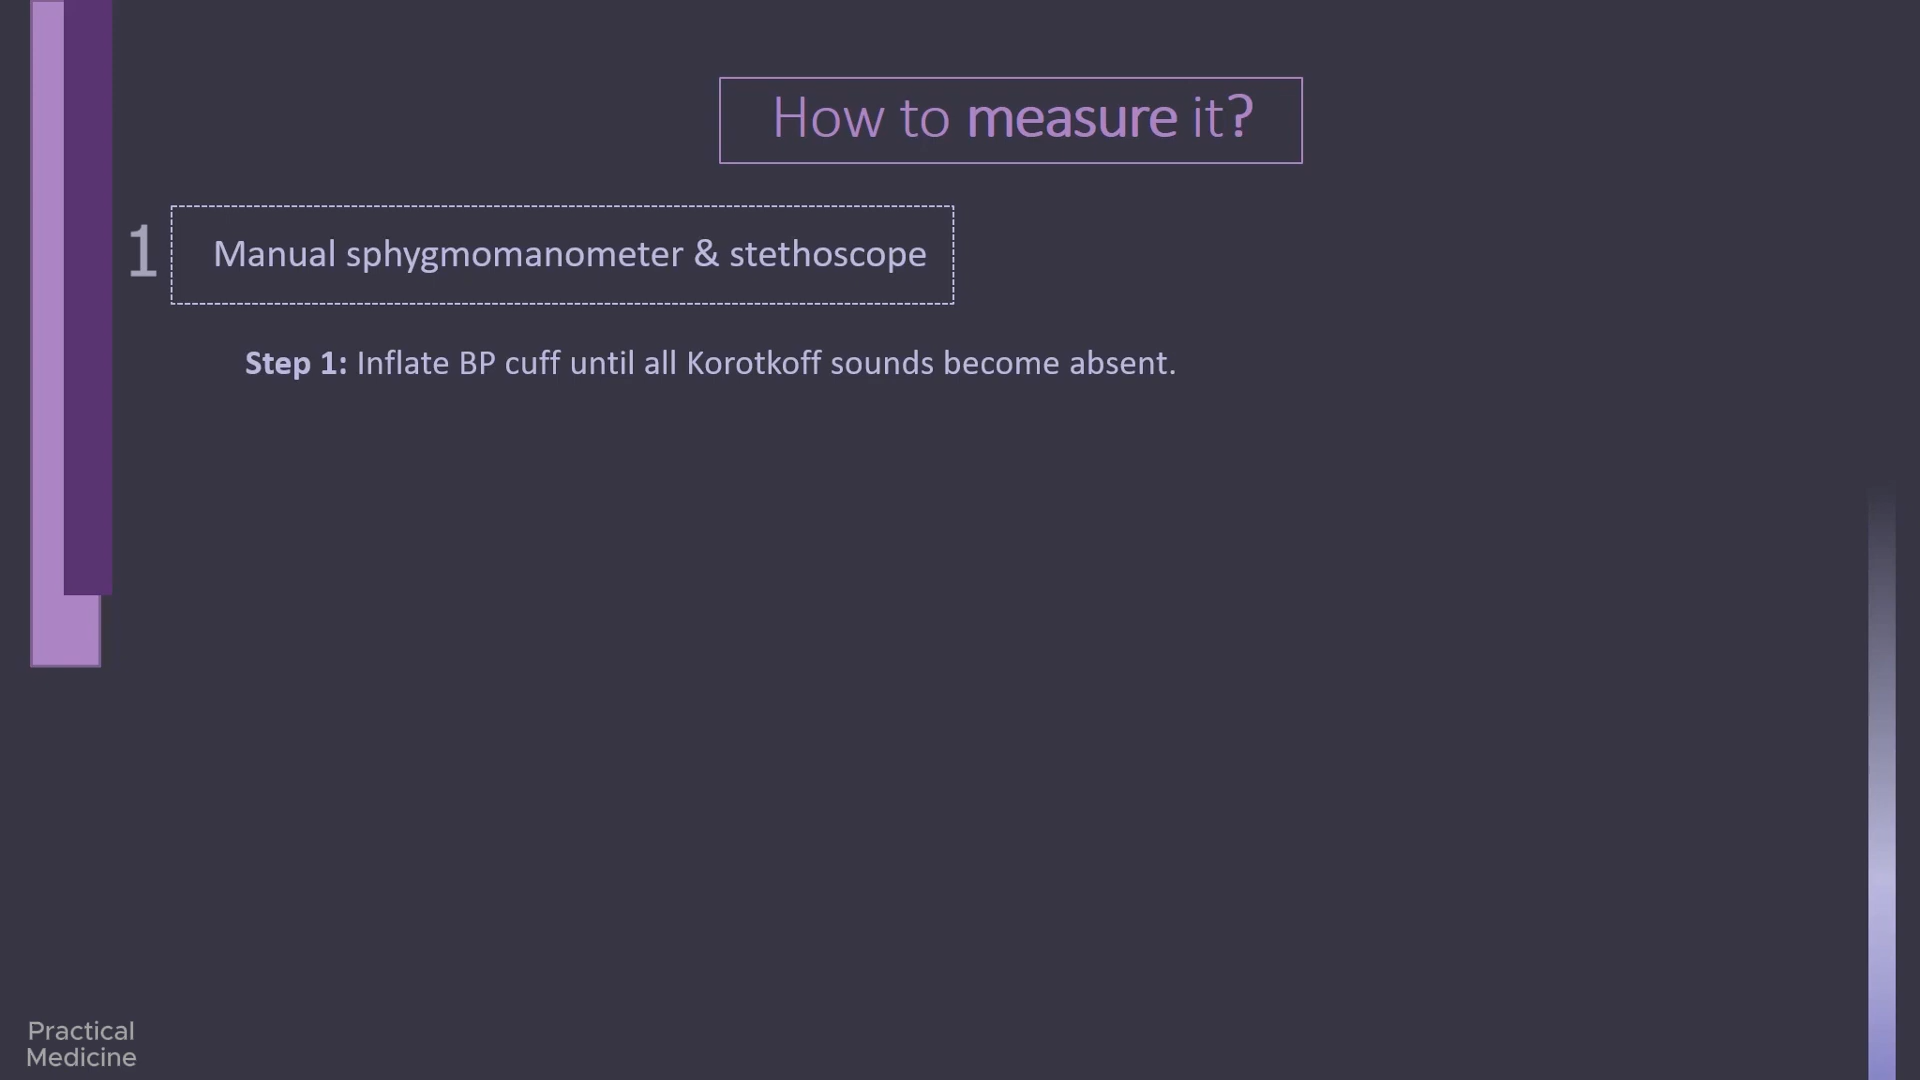 How to measure it?
1
Manual sphygmomanometer & stethoscope
Step 1: Inflate BP cuff until all Korotkoff sounds become absent.
Practical
Medicine